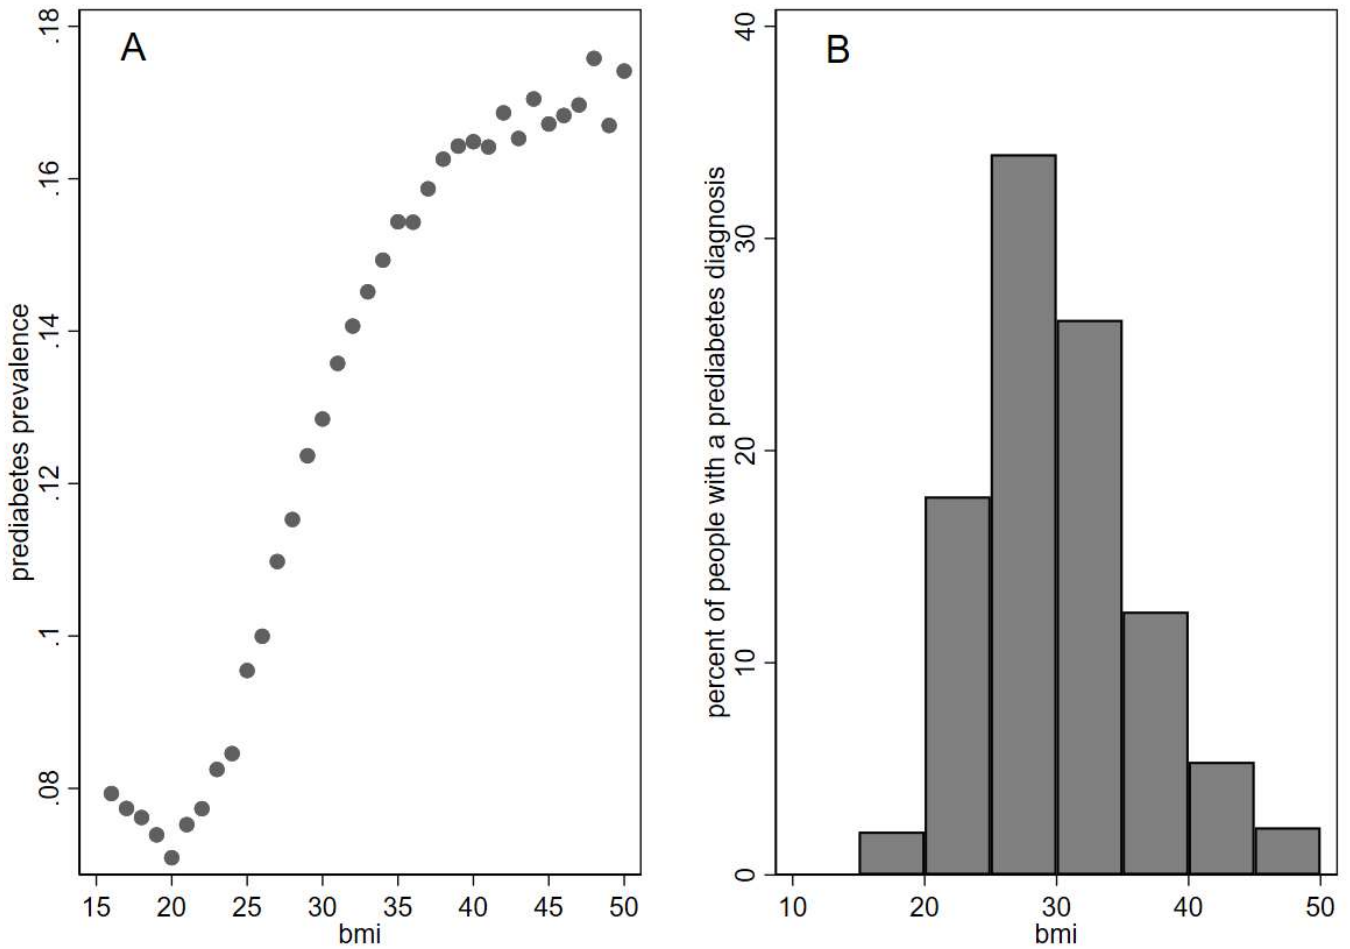 A
prediabetes prevalence
.18
.16
.14
.12
.1
.08
15 20 25 30 35 40 45 50
bmi
B
percent of people with a prediabetes diagnosis
40
30
20
10
0
10 20 30 40 50
bmi